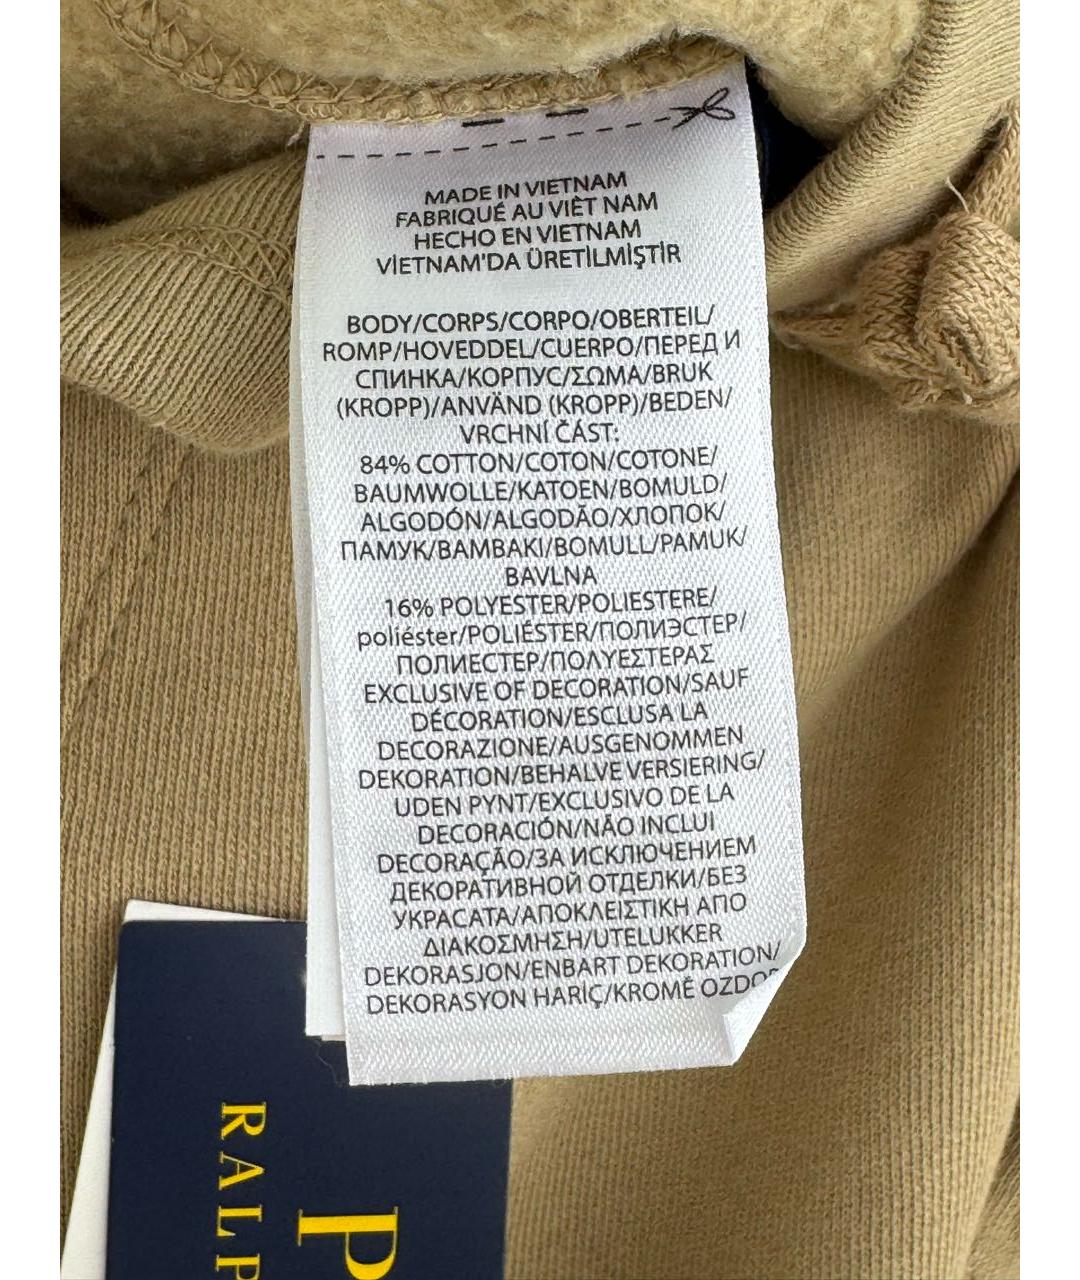 MADE IN VIETNAM
FABRIQUÉ AU VIÊT NAM
HECHO EN VIETNAM
VİETNAM'DA ÜRETİLMİŞTİR
BODY/CORPS/CORPO/OBERTEIL/
ROMP/HOVEDDEL/CUERPO/ПЕРЕД И
СПИНКА/КОРПУС/ΣΩΜΑ/BRUK
(KROPP)/ANVÄND (KROPP)/BEDEN/
VRCHNÍ ČÁST:
84% COTTON/COTON/COTONE/
BAUMWOLLE/KATOEN/BOMULD/
ALGODÓN/ALGODÃO/ХЛОПОК/
ПАМУК/BAMBAKI/BOMULL/PAMUK/
BAVLNA
16% POLYESTER/POLIESTERE/
poliéster/POLIÉSTER/ПОЛИЭСТЕР/
ПОЛИЕСТЕР/ΠΟΛΥΕΣΤΕΡΑΣ
EXCLUSIVE OF DECORATION/SAUF
DÉCORATION/ESCLUSA LA
DECORAZIONE/AUSGENOMMEN
DEKORATION/BEHALVE VERSIERING/
UDEN PYNT/EXCLUSIVO DE LA
DECORACIÓN/NÃO INCLUI
DECORAÇÃO/ЗА ИСКЛЮЧЕНИЕМ
ДЕКОРАТИВНОЙ ОТДЕЛКИ/БЕЗ
УКРАСАТА/ΑΠΟΚΛΕΙΣΤΙΚΗ ΑΠΟ
ΔΙΑΚΟΣΜΗΣΗ/UTELUKKER
DEKORASJON/ENBART DEKORATION/
DEKORASYON HARİÇ/KROMĚ OZDO
P
RALP